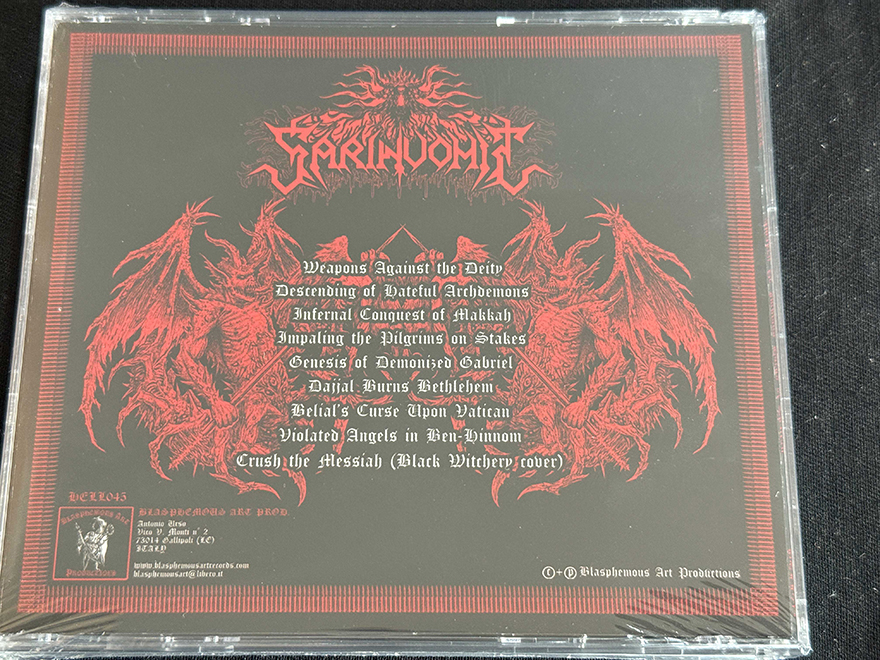 SARINVOMIT
Weapons Against the Deity
Descending of Hateful Archdemons
Infernal Conquest of Makkah
Impaling the Pilgrims on Stakes
Genesis of Demonized Gabriel
Dajjal Burns Bethlehem
Belial's Curse Upon Vatican
Violated Angels in Ben-Hinnom
Crush the Messiah (Black Witchery cover)
HELL045
BLASPHEMOUS ART PROD.
Antonio Urso
Vico V. Monti n° 2
73014 Gallipoli (LE)
ITALY
www.blasphemousartrecords.com
blasphemousart@libero.it
Blasphemous Art
Productions
©+℗ Blasphemous Art Productions